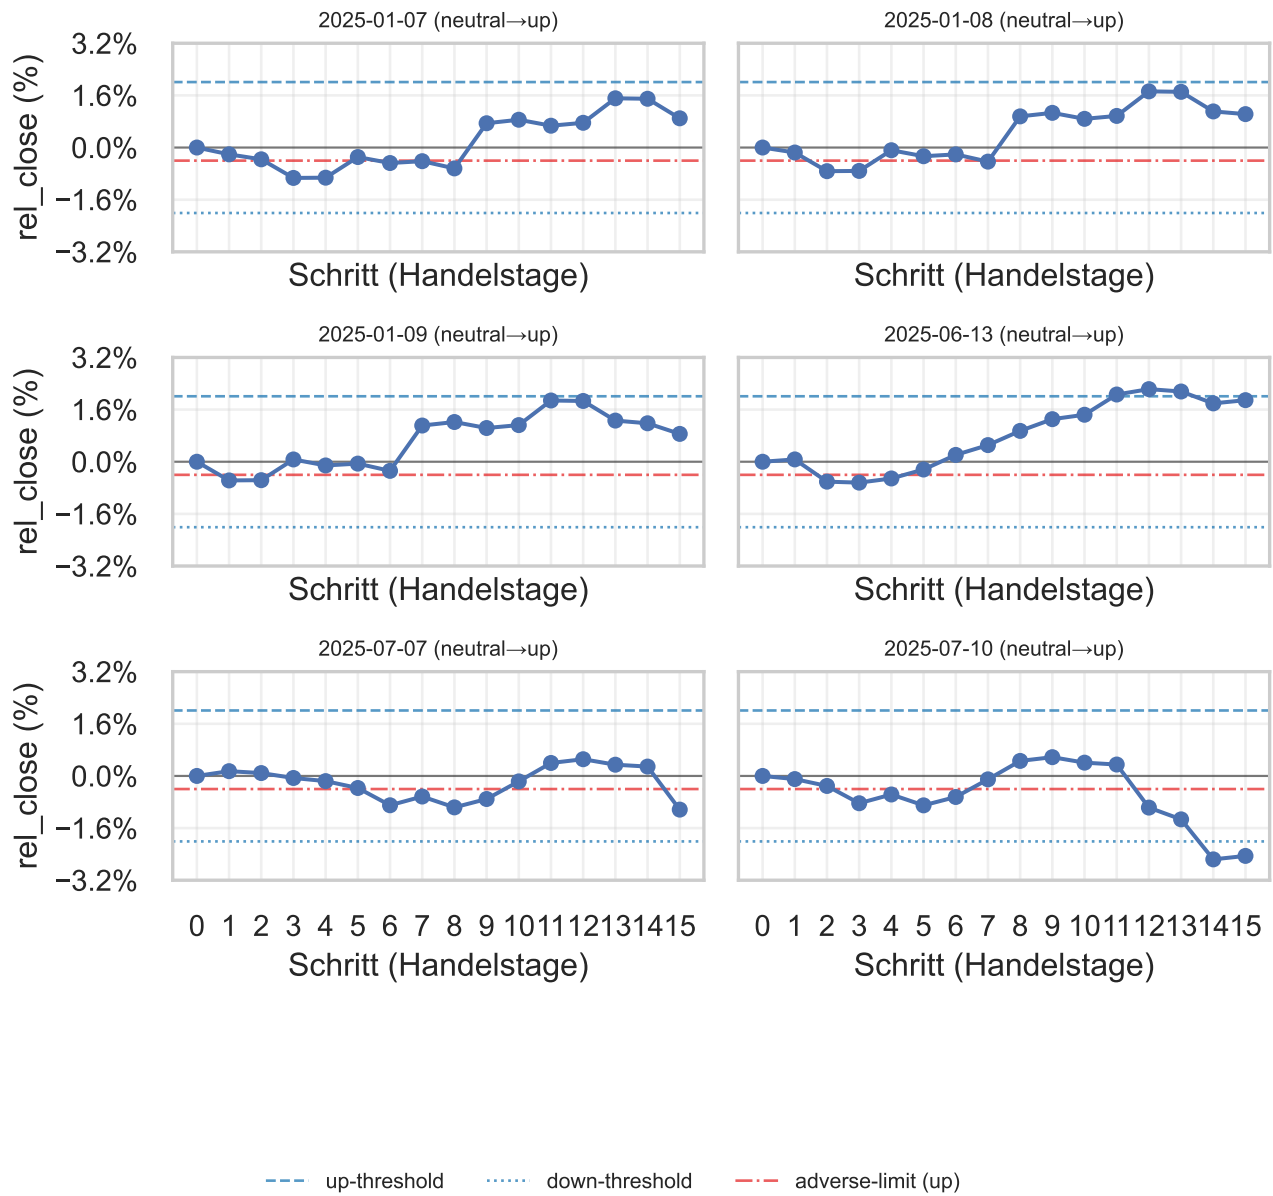 2025-01-07 (neutral→up)
2025-01-08 (neutral→up)
3.2%
1.6%
0.0%
−1.6%
−3.2%
rel_close (%)
Schritt (Handelstage)
Schritt (Handelstage)
2025-01-09 (neutral→up)
2025-06-13 (neutral→up)
3.2%
1.6%
0.0%
−1.6%
−3.2%
rel_close (%)
Schritt (Handelstage)
Schritt (Handelstage)
2025-07-07 (neutral→up)
2025-07-10 (neutral→up)
3.2%
1.6%
0.0%
−1.6%
−3.2%
rel_close (%)
0 1 2 3 4 5 6 7 8 9 10 11 12 13 14 15
0 1 2 3 4 5 6 7 8 9 10 11 12 13 14 15
Schritt (Handelstage)
Schritt (Handelstage)
up-threshold
down-threshold
adverse-limit (up)